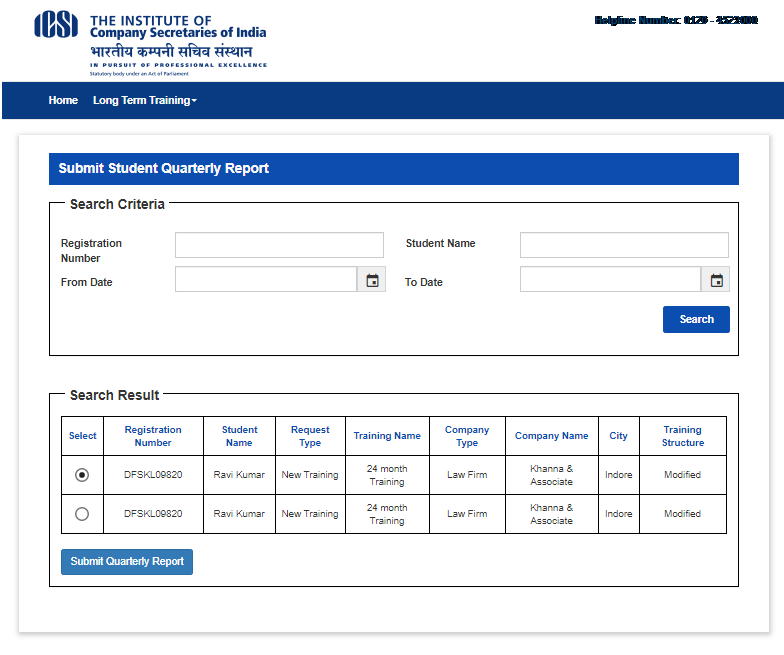 ICSI
THE INSTITUTE OF
Company Secretaries of India
भारतीय कम्पनी सचिव संस्थान
IN PURSUIT OF PROFESSIONAL EXCELLENCE
Statutory body under an Act of Parliament
Helpline Number:
Home Long Term Training
Submit Student Quarterly Report
Search Criteria
Registration Number Student Name
From Date To Date
Search
Search Result
Select Registration Number Student Name Request Type Training Name Company Type Company Name City Training Structure
DFSKL09820 Ravi Kumar New Training 24 month Training Law Firm Khanna & Associate Indore Modified
DFSKL09820 Ravi Kumar New Training 24 month Training Law Firm Khanna & Associate Indore Modified
Submit Quarterly Report